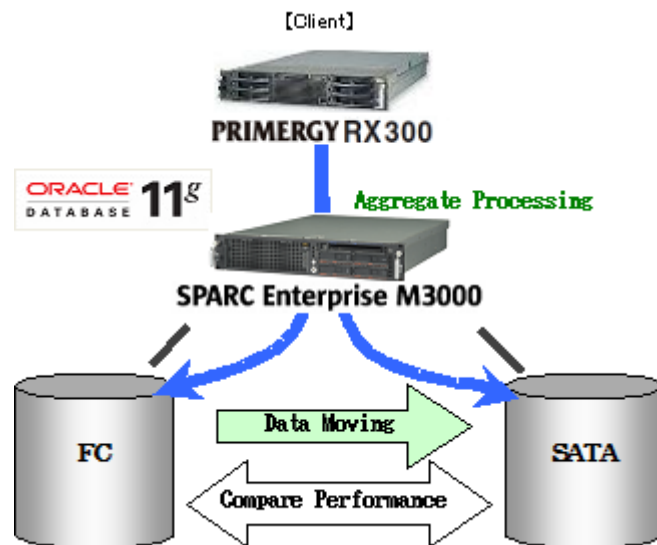 [Client]
PRIMERGY RX300
ORACLE
DATABASE 11g
Aggregate Processing
SPARC Enterprise M3000
Data Moving
FC
SATA
Compare Performance